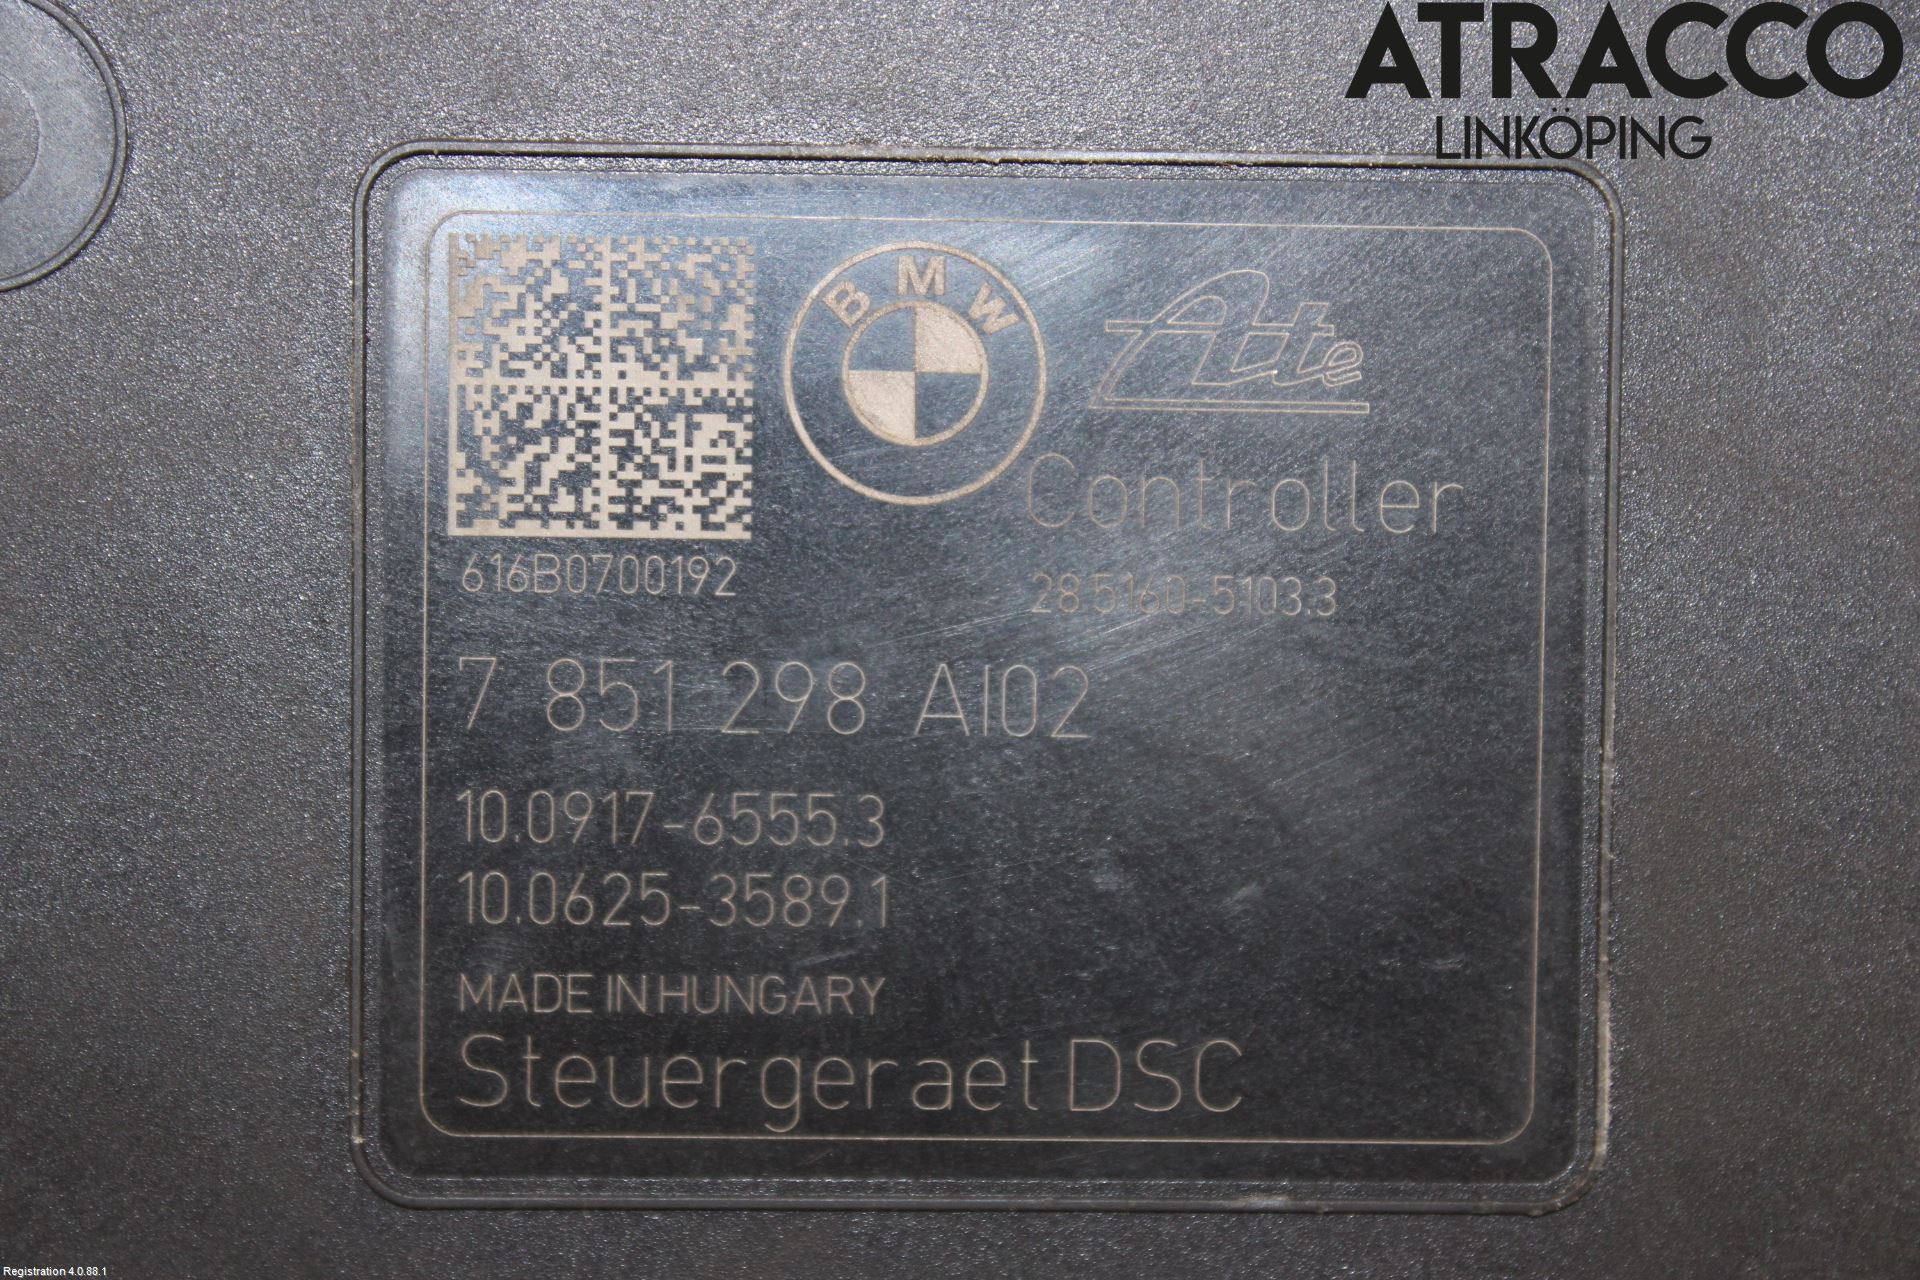 ATRACCO
LINKÖPING
BMW
Ate
Controller
616B0700192
28 5160-5103.3
7 851 298 AI02
10.0917-6555.3
10.0625-3589.1
MADE IN HUNGARY
Steuergeraet DSC
Registration 4.0.88.1